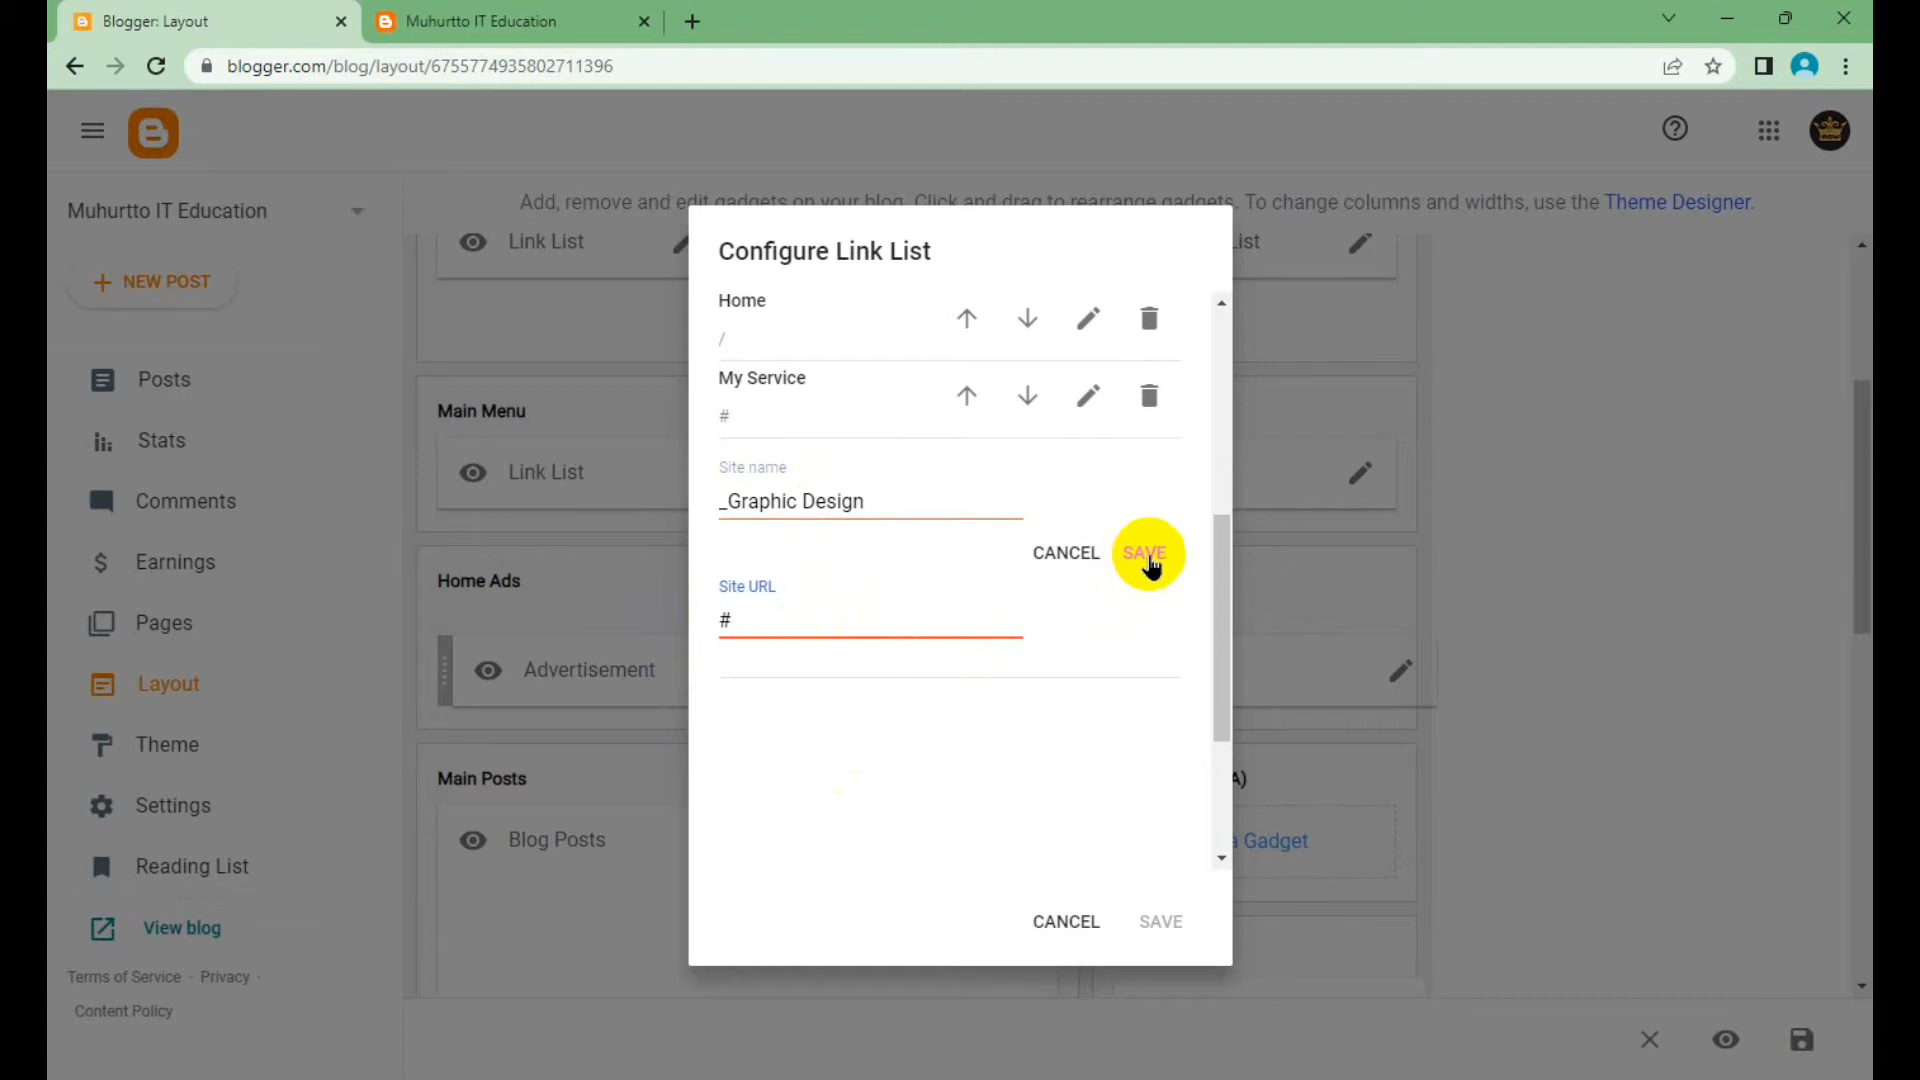 Blogger: Layout
Muhurtto IT Education
blogger.com/blog/layout/6755774935802711396
Muhurtto IT Education
NEW POST
Posts
Stats
Comments
Earnings
Pages
Layout
Theme
Settings
Reading List
View blog
Terms of Service · Privacy ·
Content Policy
Add, remove and edit gadgets on your blog. Click and drag to rearrange gadgets. To change columns and widths, use the Theme Designer.
Link List
List
Main Menu
Link List
Home Ads
Advertisement
Main Posts
Blog Posts
A)
a Gadget
Configure Link List
Home
/
My Service
#
Site name
_Graphic Design
CANCEL SAVE
Site URL
#
CANCEL SAVE